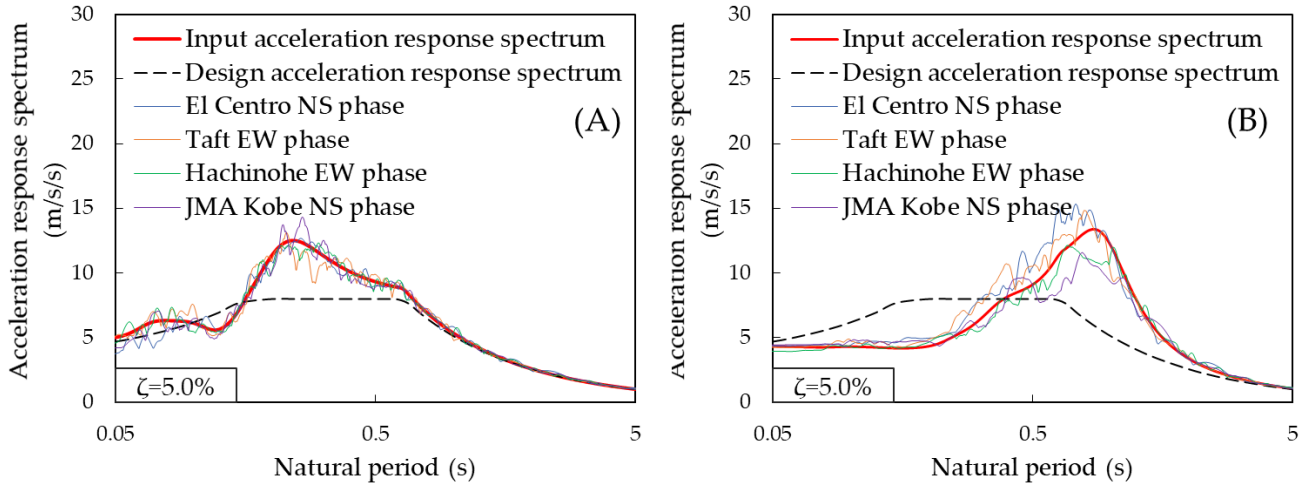 Acceleration response spectrum
(m/s/s)
30
25
20
15
10
5
0
Input acceleration response spectrum
Design acceleration response spectrum
El Centro NS phase
Taft EW phase
Hachinohe EW phase
JMA Kobe NS phase
(A)
ζ=5.0%
0.05
0.5
5
Natural period (s)
Acceleration response spectrum
(m/s/s)
30
25
20
15
10
5
0
Input acceleration response spectrum
Design acceleration response spectrum
El Centro NS phase
Taft EW phase
Hachinohe EW phase
JMA Kobe NS phase
(B)
ζ=5.0%
0.05
0.5
5
Natural period (s)